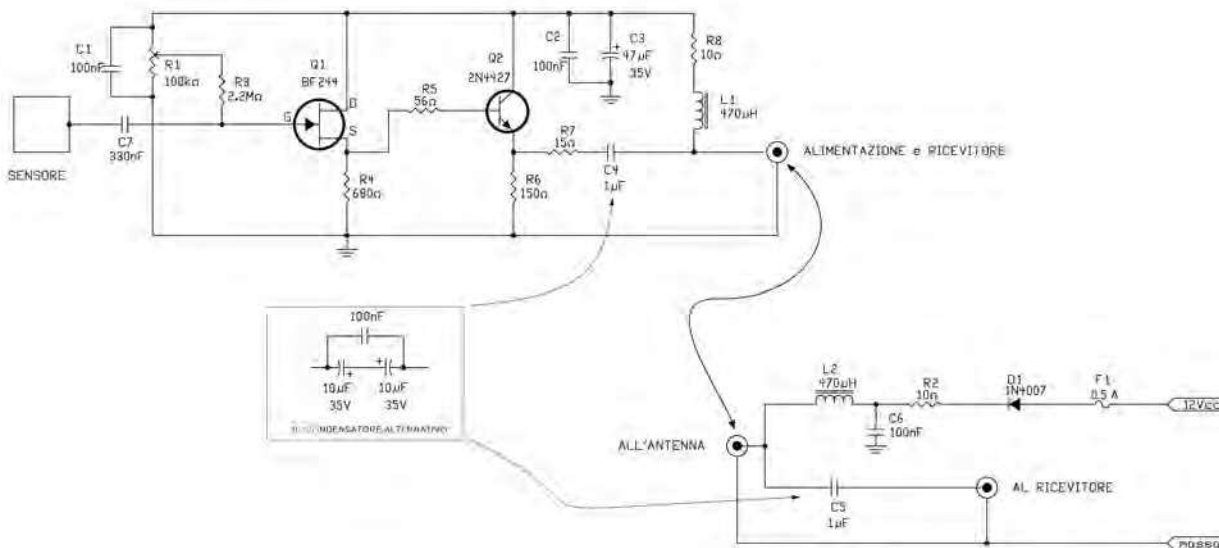 C1
100nF
R1
100kΩ
R3
2.2MΩ
Q1
BF244
D
G
S
C7
330nF
SENSORE
R4
680Ω
R5
56Ω
Q2
2N4427
R6
150Ω
C2
100nF
C3
47µF
35V
R7
15Ω
C4
1µF
R8
10Ω
L1
470µH
ALIMENTAZIONE e RICEVITORE
100nF
10µF
35V
10µF
35V
ALL'ANTENNA
L2
470µH
C6
100nF
R2
10Ω
D1
1N4007
F1
0.5 A
12Vcc
C5
1µF
AL RICEVITORE